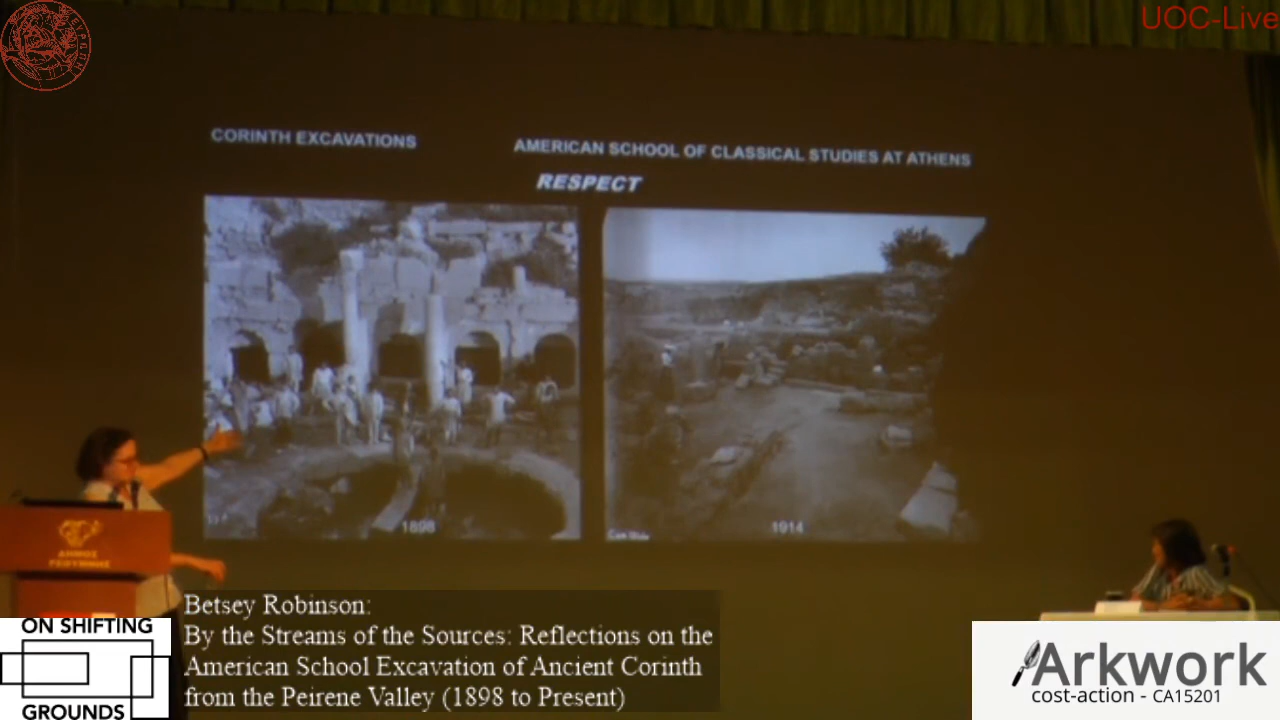 UOC-Live
CORINTH EXCAVATIONS
AMERICAN SCHOOL OF CLASSICAL STUDIES AT ATHENS
RESPECT
1898
1914
ΔΗΜΟΣ
ΡΕΘΥΜΝΗΣ
Betsey Robinson:
By the Streams of the Sources: Reflections on the
American School Excavation of Ancient Corinth
from the Peirene Valley (1898 to Present)
ON SHIFTING
GROUNDS
Arkwork
cost-action - CA15201